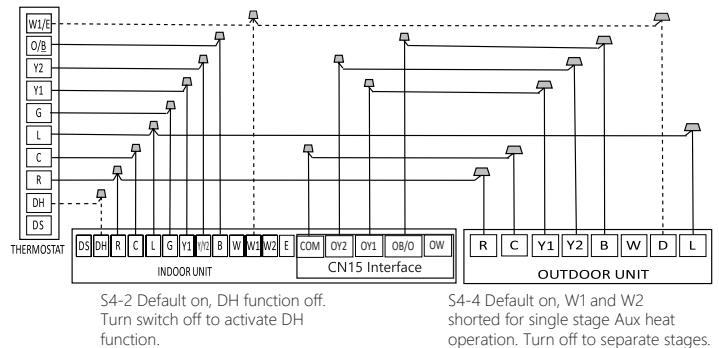 W1/E
O/B
Y2
Y1
G
L
C
R
DH
DS
THERMOSTAT
DS DH R C L G Y1 Y/Y2 B W W1 W2 E
INDOOR UNIT
COM OY2 OY1 OB/O OW
CN15 Interface
R C Y1 Y2 B W D L
OUTDOOR UNIT
S4-2 Default on, DH function off.
Turn switch off to activate DH
function.
S4-4 Default on, W1 and W2
shorted for single stage Aux heat
operation. Turn off to separate stages.